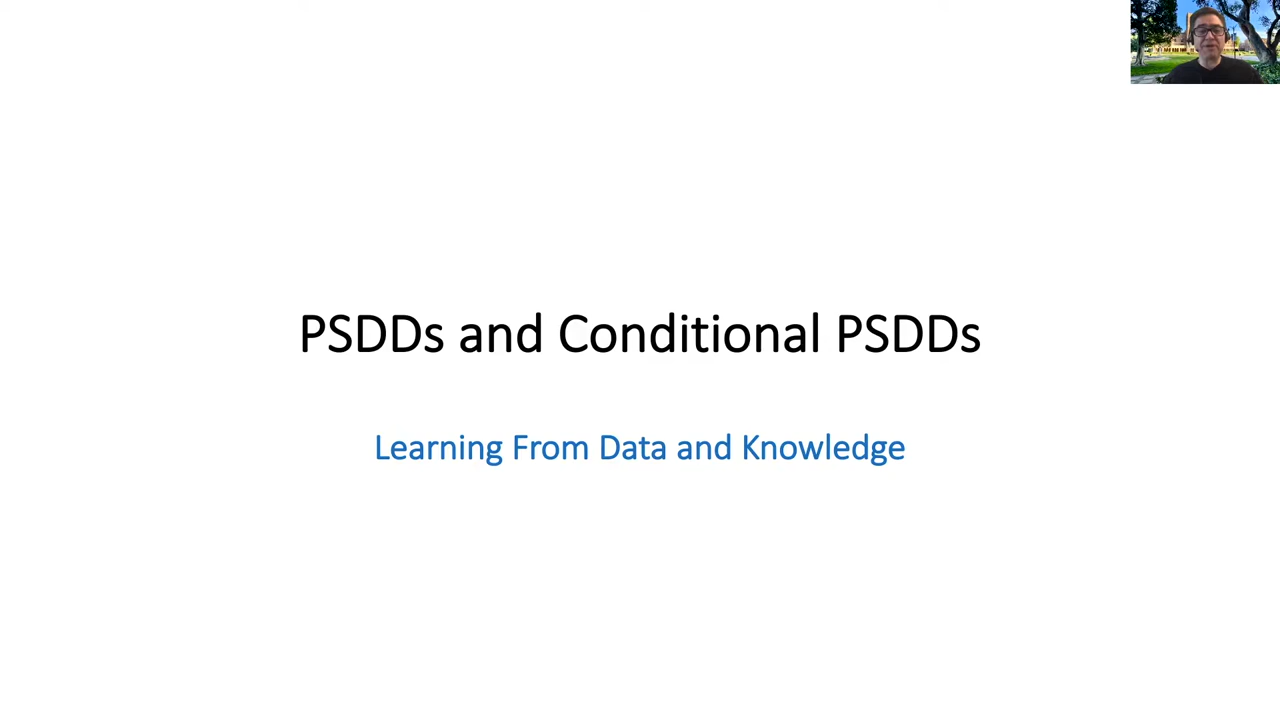 PSDDs and Conditional PSDDs
Learning From Data and Knowledge